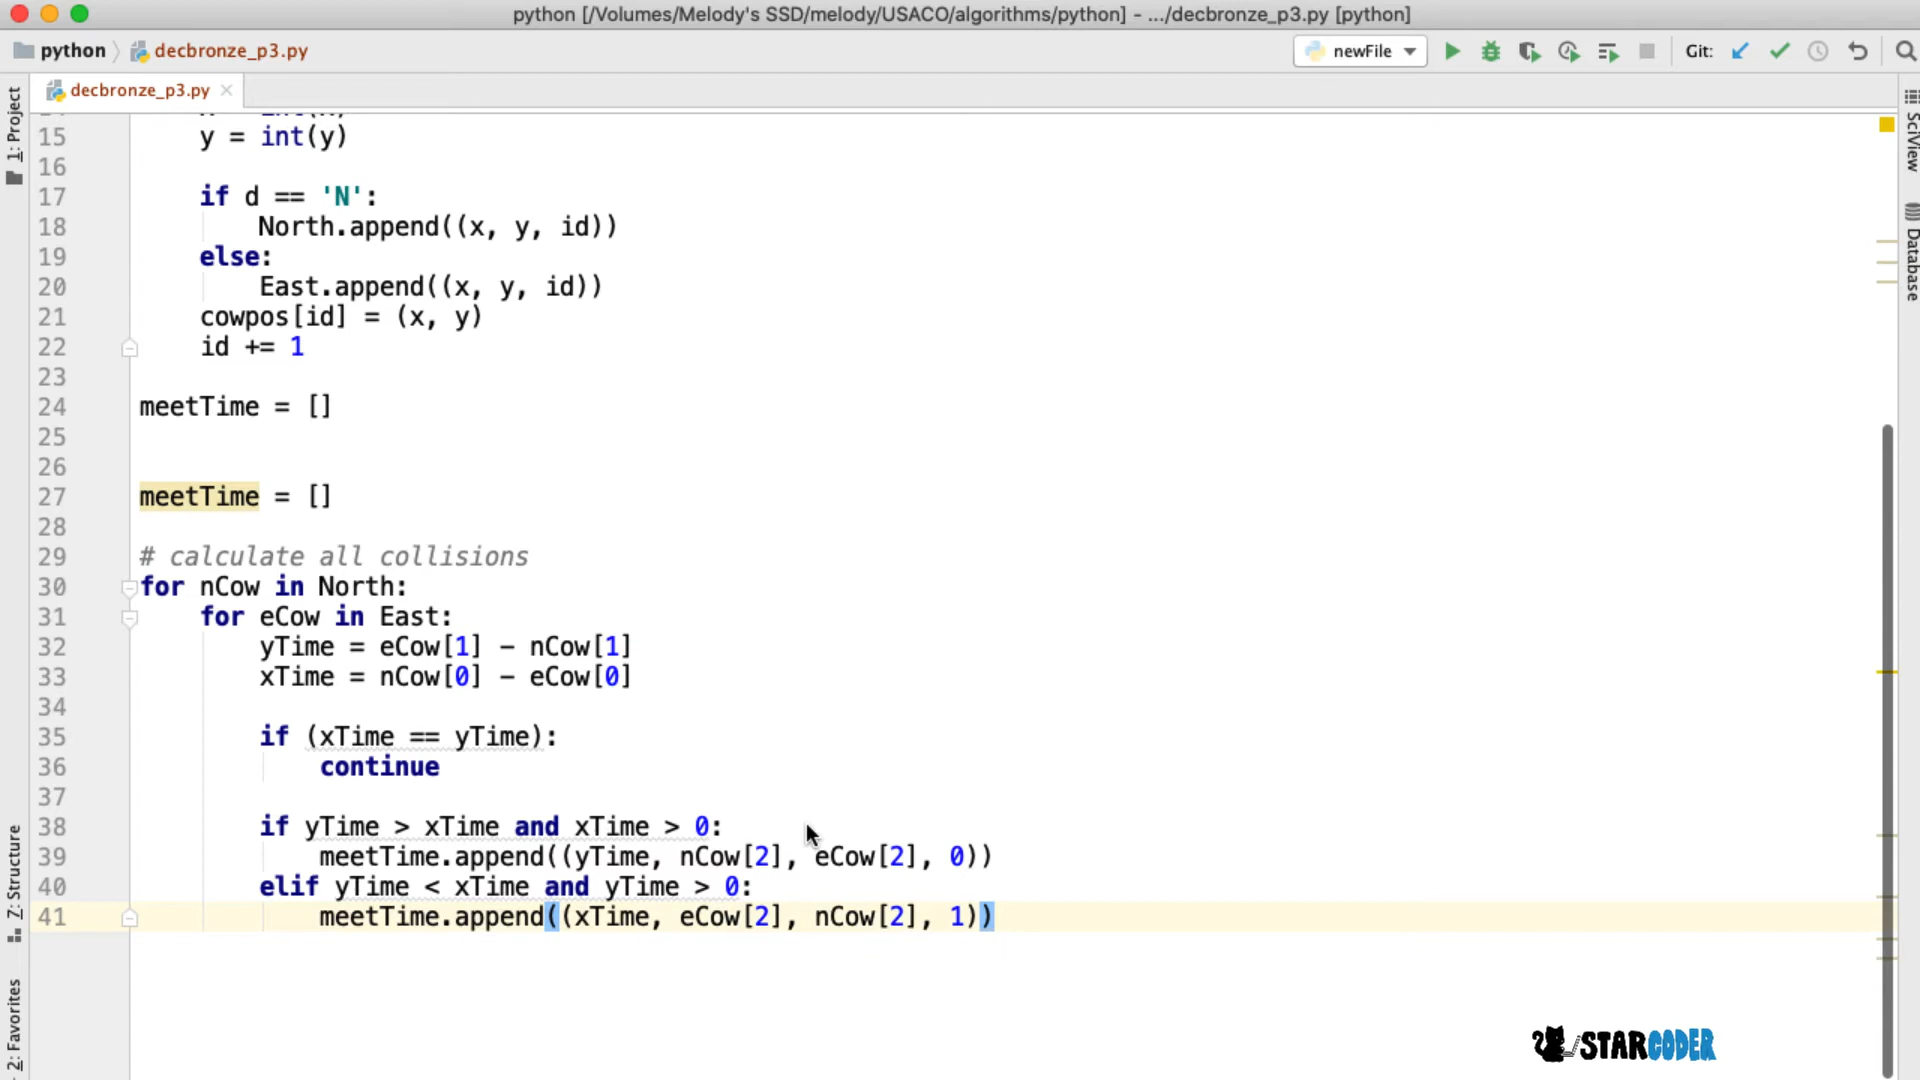 python [/Volumes/Melody's SSD/melody/USACO/algorithms/python] - .../decbronze_p3.py [python]
python decbronze_p3.py newFile Git:
decbronze_p3.py
1: Project
SciView
Database
Z: Structure
2: Favorites
15 y = int(y)
16
17 if d == 'N':
18 North.append((x, y, id))
19 else:
20 East.append((x, y, id))
21 cowpos[id] = (x, y)
22 id += 1
23
24 meetTime = []
25
26
27 meetTime = []
28
29 # calculate all collisions
30 for nCow in North:
31 for eCow in East:
32 yTime = eCow[1] - nCow[1]
33 xTime = nCow[0] - eCow[0]
34
35 if (xTime == yTime):
36 continue
37
38 if yTime > xTime and xTime > 0:
39 meetTime.append((yTime, nCow[2], eCow[2], 0))
40 elif yTime < xTime and yTime > 0:
41 meetTime.append((xTime, eCow[2], nCow[2], 1))
STARCODER